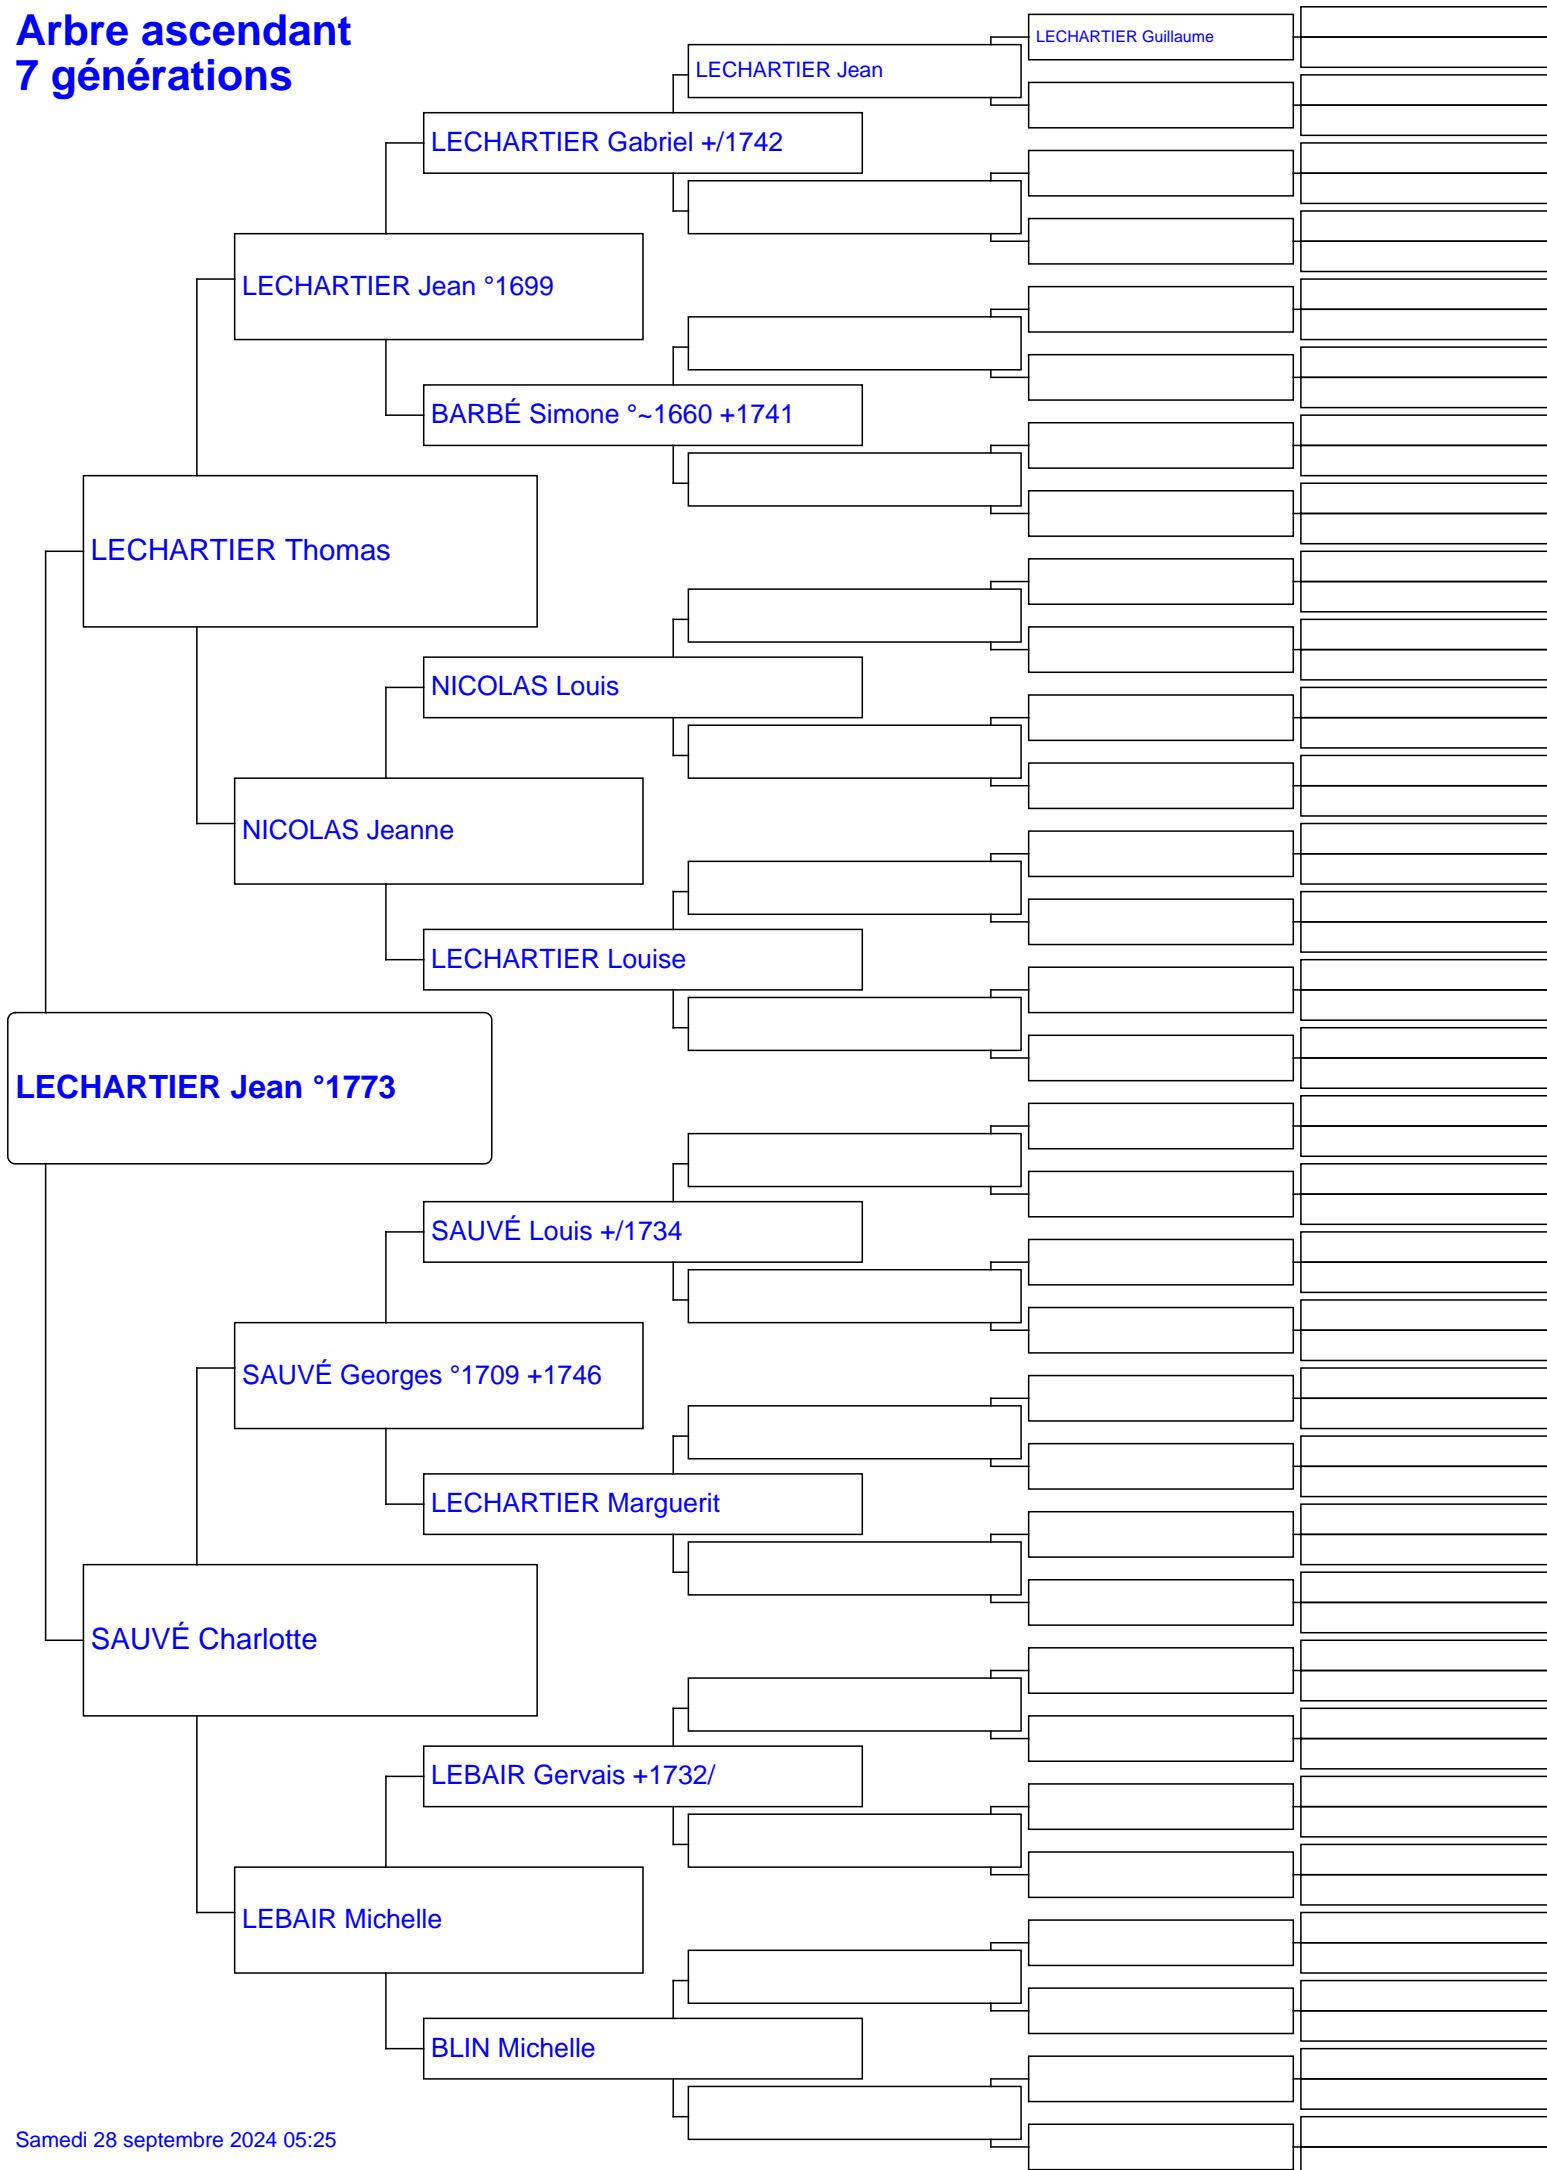 Arbre ascendant
7 générations
LECHARTIER Guillaume
LECHARTIER Jean
LECHARTIER Gabriel +/1742
LECHARTIER Jean °1699
BARBÉ Simone °~1660 +1741
LECHARTIER Thomas
NICOLAS Louis
NICOLAS Jeanne
LECHARTIER Louise
LECHARTIER Jean °1773
SAUVÉ Louis +/1734
SAUVÉ Georges °1709 +1746
LECHARTIER Marguerit
SAUVÉ Charlotte
LEBAIR Gervais +1732/
LEBAIR Michelle
BLIN Michelle
Samedi 28 septembre 2024 05:25